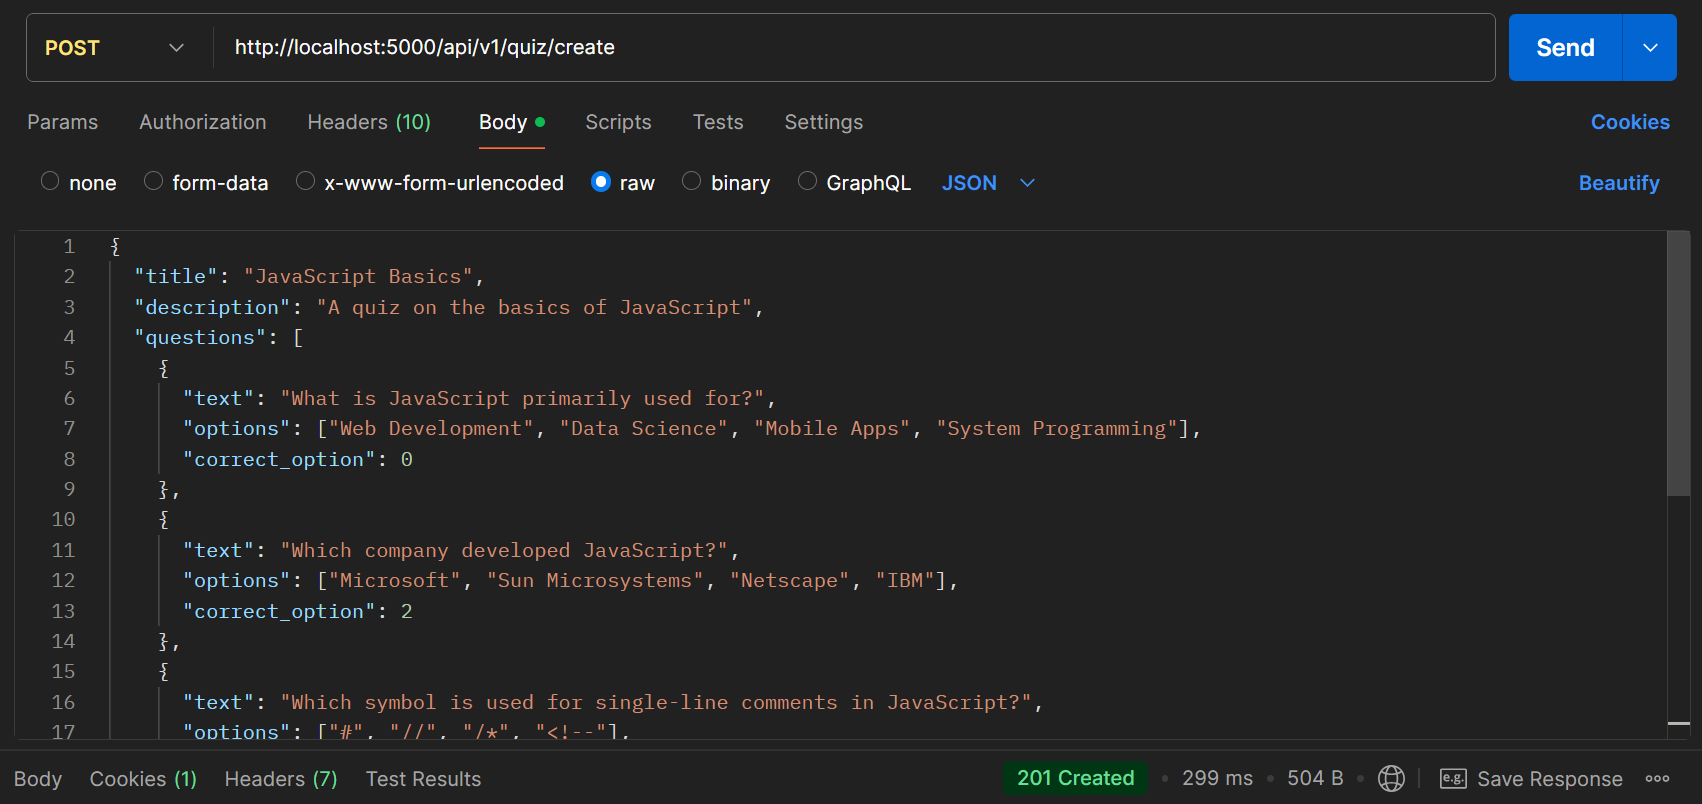 POST http://localhost:5000/api/v1/quiz/create Send
Params Authorization Headers (10) Body Scripts Tests Settings Cookies
none form-data x-www-form-urlencoded raw binary GraphQL JSON Beautify
1 {
2 "title": "JavaScript Basics",
3 "description": "A quiz on the basics of JavaScript",
4 "questions": [
5 {
6 "text": "What is JavaScript primarily used for?",
7 "options": ["Web Development", "Data Science", "Mobile Apps", "System Programming"],
8 "correct_option": 0
9 },
10 {
11 "text": "Which company developed JavaScript?",
12 "options": ["Microsoft", "Sun Microsystems", "Netscape", "IBM"],
13 "correct_option": 2
14 },
15 {
16 "text": "Which symbol is used for single-line comments in JavaScript?",
17 "options": ["#", "//", "/*", "<!--"],
Body Cookies (1) Headers (7) Test Results 201 Created 299 ms 504 B e.g. Save Response